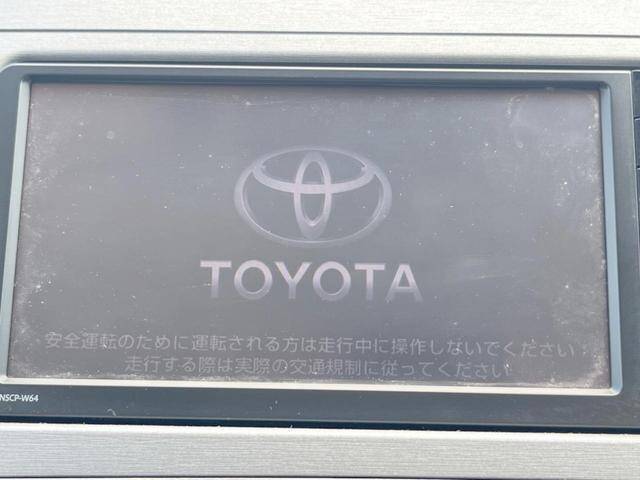 TOYOTA
安全運転のために運転される方は走行中に操作しないでください
走行する際は実際の交通規制に従ってください
NSCP-W64